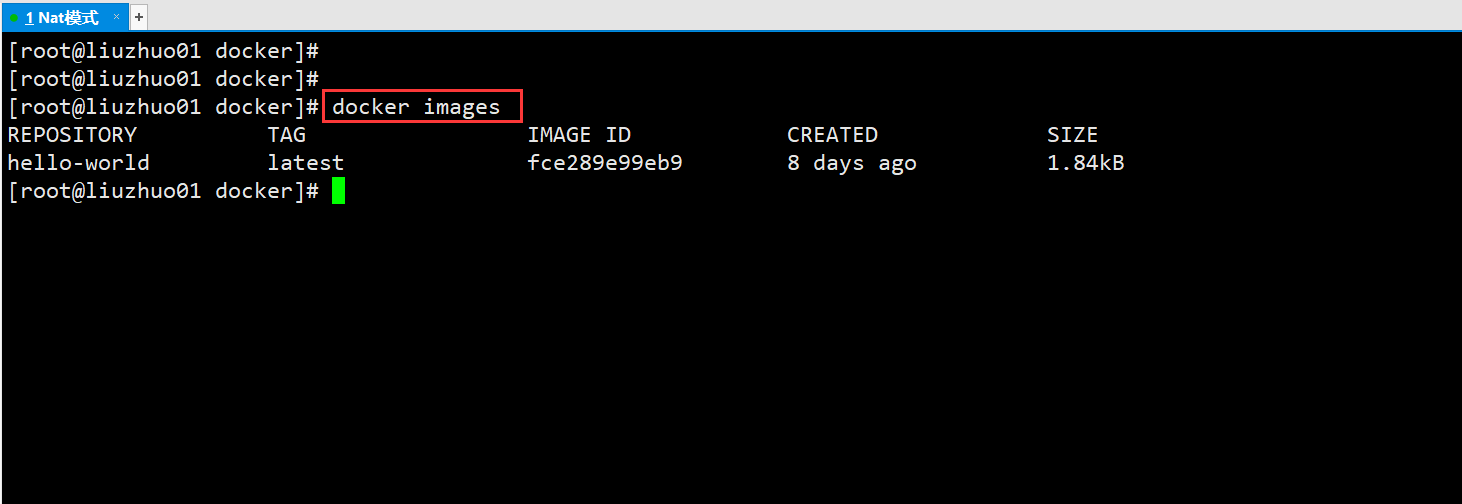 1 Nat模式 × +
[root@liuzhuo01 docker]#
[root@liuzhuo01 docker]#
[root@liuzhuo01 docker]# docker images
REPOSITORY TAG IMAGE ID CREATED SIZE
hello-world latest fce289e99eb9 8 days ago 1.84kB
[root@liuzhuo01 docker]#